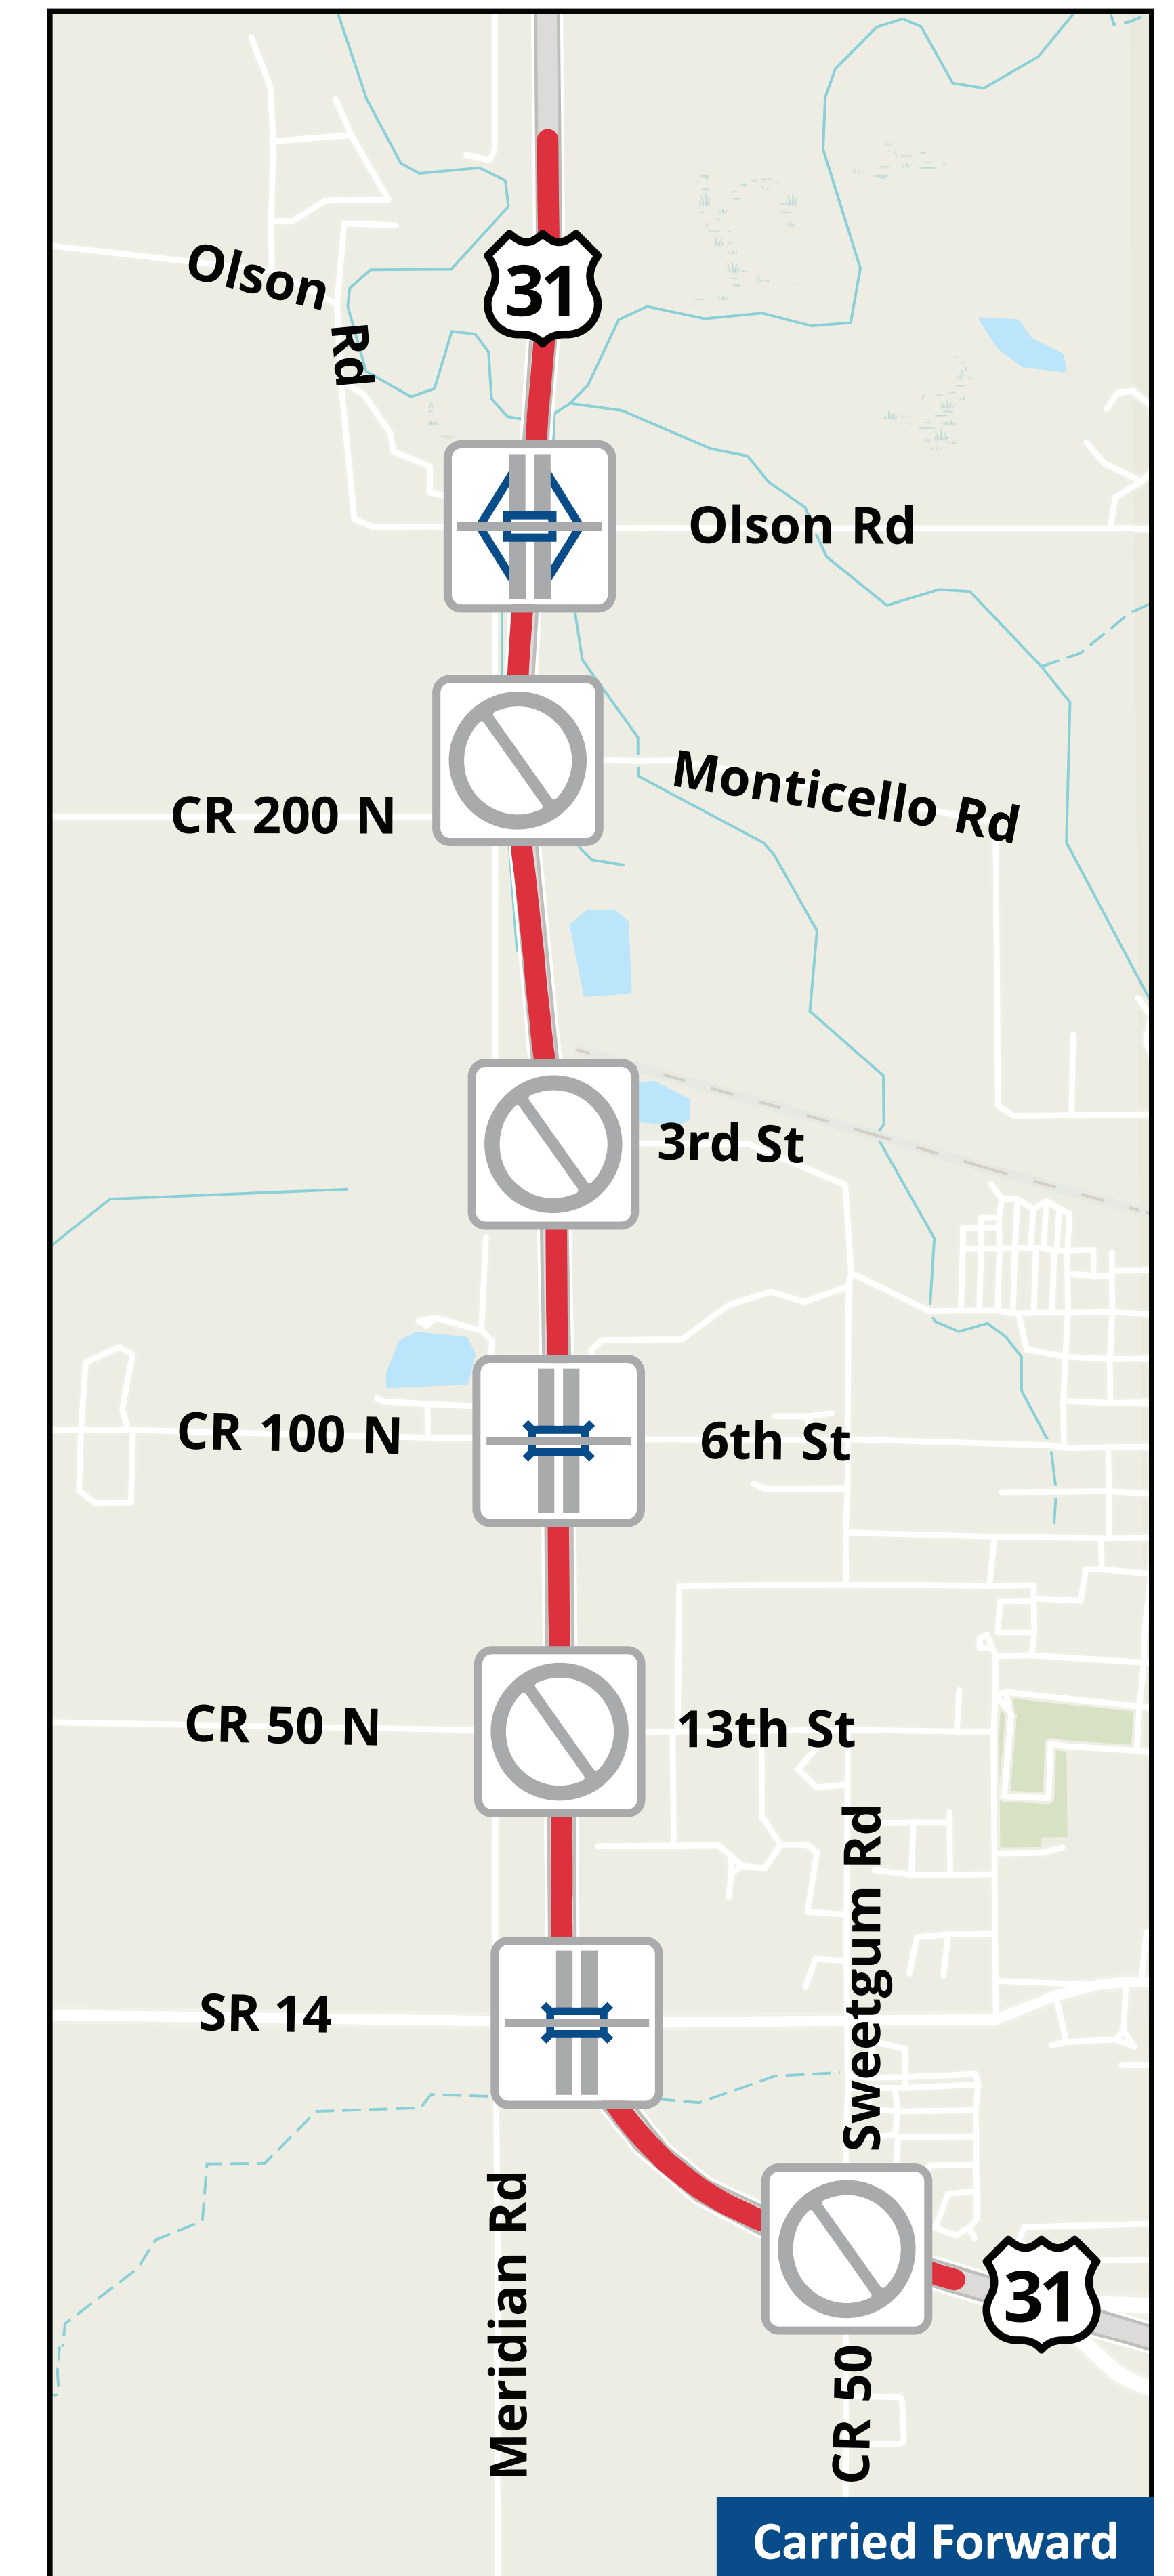 Olson
Rd
31
Olson Rd
Monticello Rd
CR 200 N
3rd St
CR 100 N
6th St
CR 50 N
13th St
Sweetgum Rd
SR 14
Meridian Rd
31
CR 50
Carried Forward